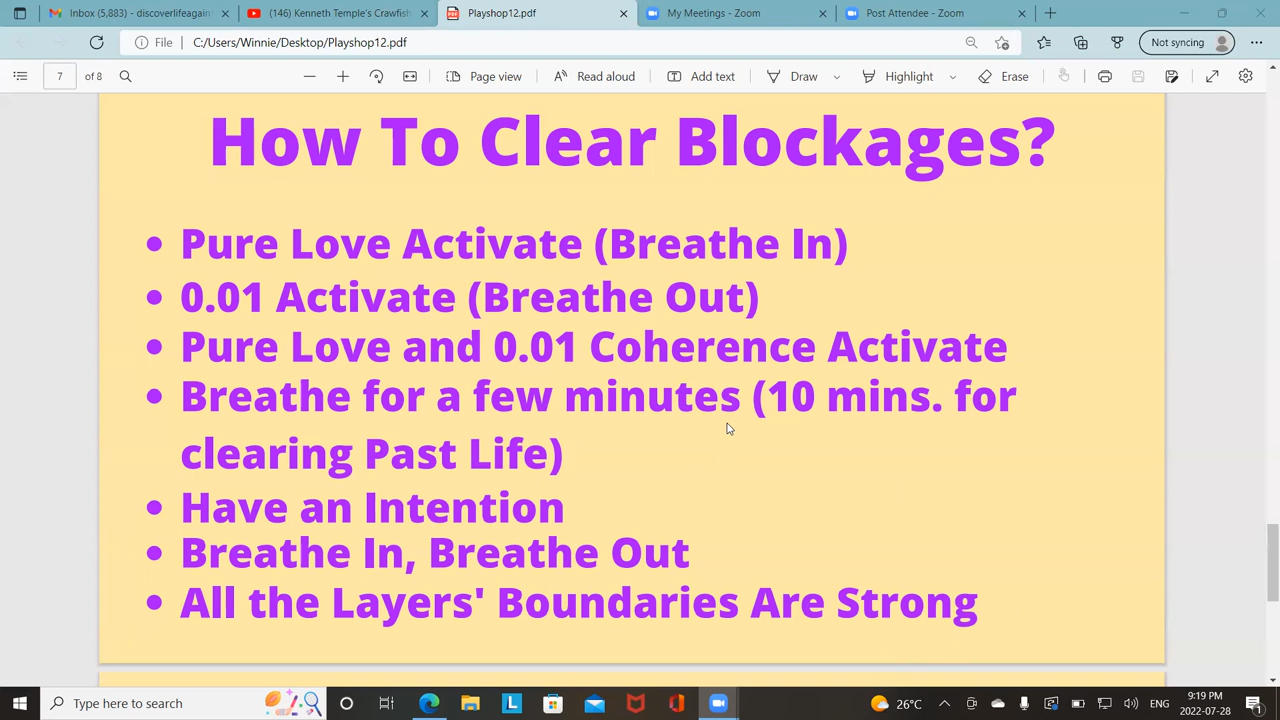 Inbox (5,883) - discoverlifeagain
(146) Kenneth Temple's Crawfish
Playshop12.pdf
My Meetings - Zoom
Post Attendee - Zoom
File
C:/Users/Winnie/Desktop/Playshop12.pdf
Not syncing
7 of 8
Page view
Read aloud
Add text
Draw
Highlight
Erase
How To Clear Blockages?
• Pure Love Activate (Breathe In)
• 0.01 Activate (Breathe Out)
• Pure Love and 0.01 Coherence Activate
• Breathe for a few minutes (10 mins. for
clearing Past Life)
• Have an Intention
• Breathe In, Breathe Out
• All the Layers' Boundaries Are Strong
Type here to search
26°C
ENG
9:19 PM
2022-07-28